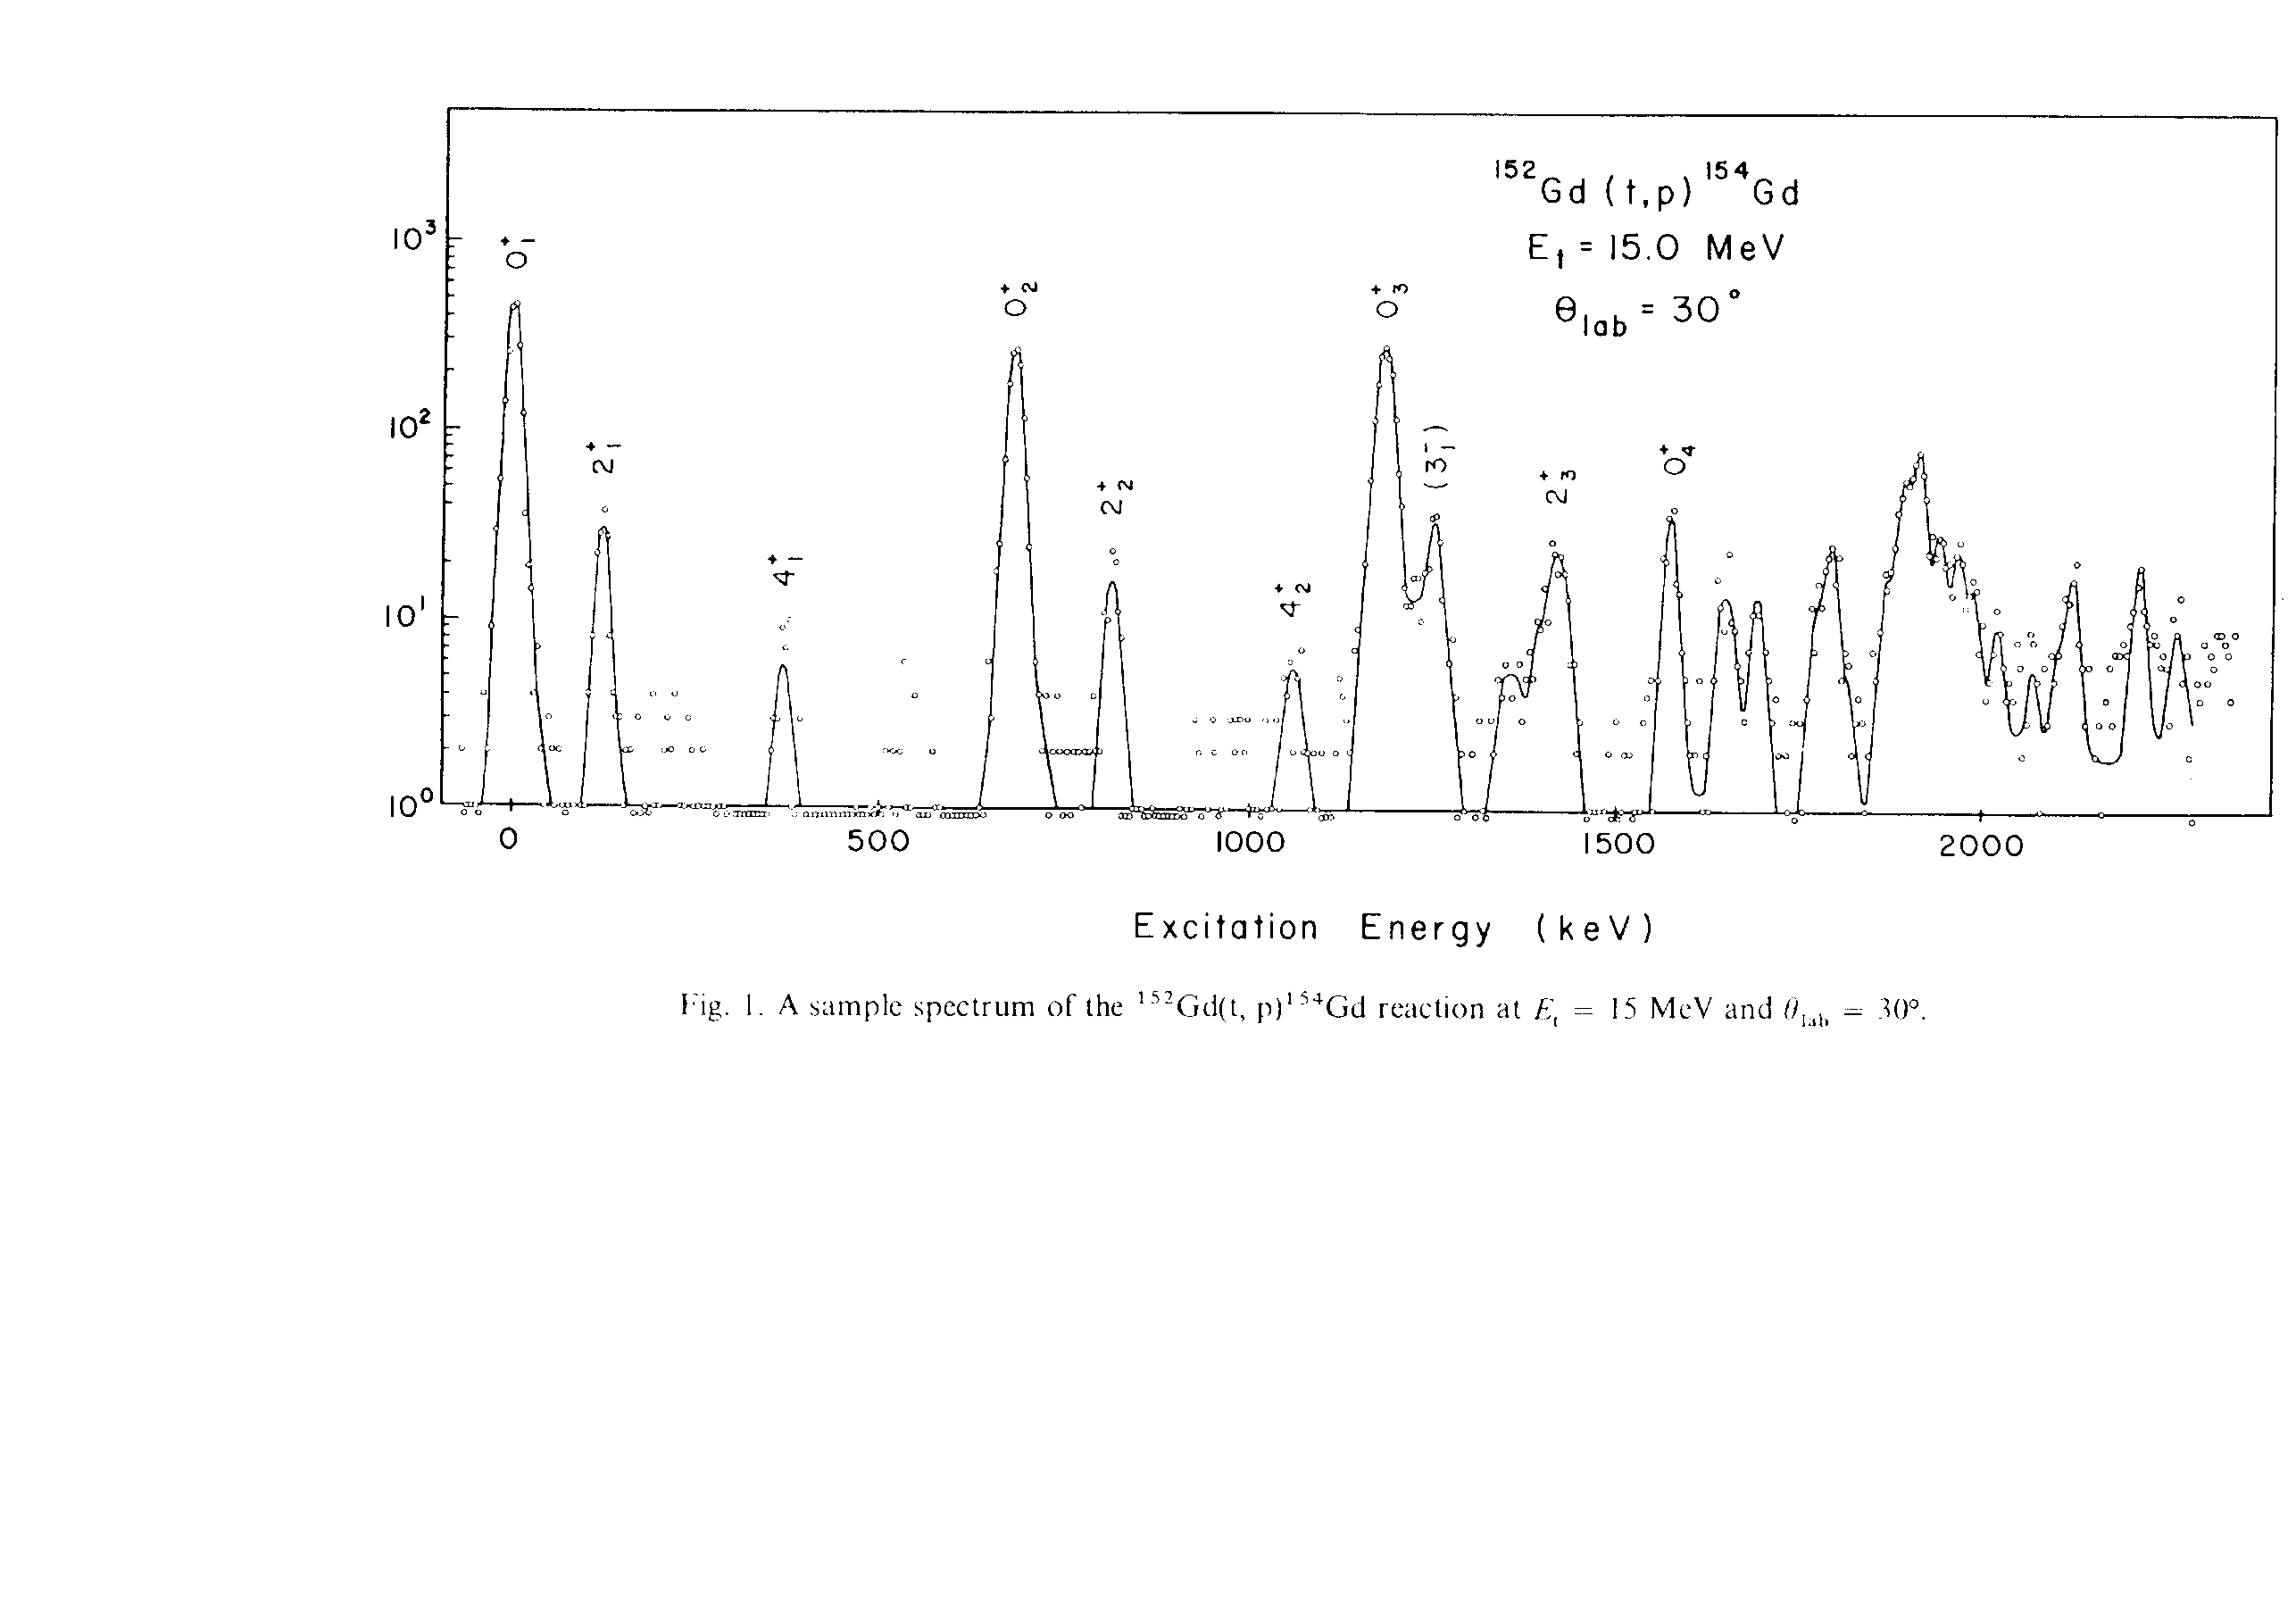 ¹⁵²Gd (t,p) ¹⁵⁴Gd
Eₜ = 15.0 MeV
θlab = 30°
10³
10²
10¹
10⁰
0⁺₁
2⁺₁
4⁺₁
0⁺₂
2⁺₂
4⁺₂
0⁺₃
(3⁻₁)
2⁺₃
0⁺₄
0 500 1000 1500 2000
Excitation Energy (keV)
Fig. 1. A sample spectrum of the ¹⁵²Gd(t, p)¹⁵⁴Gd reaction at Eₜ = 15 MeV and θlab = 30°.